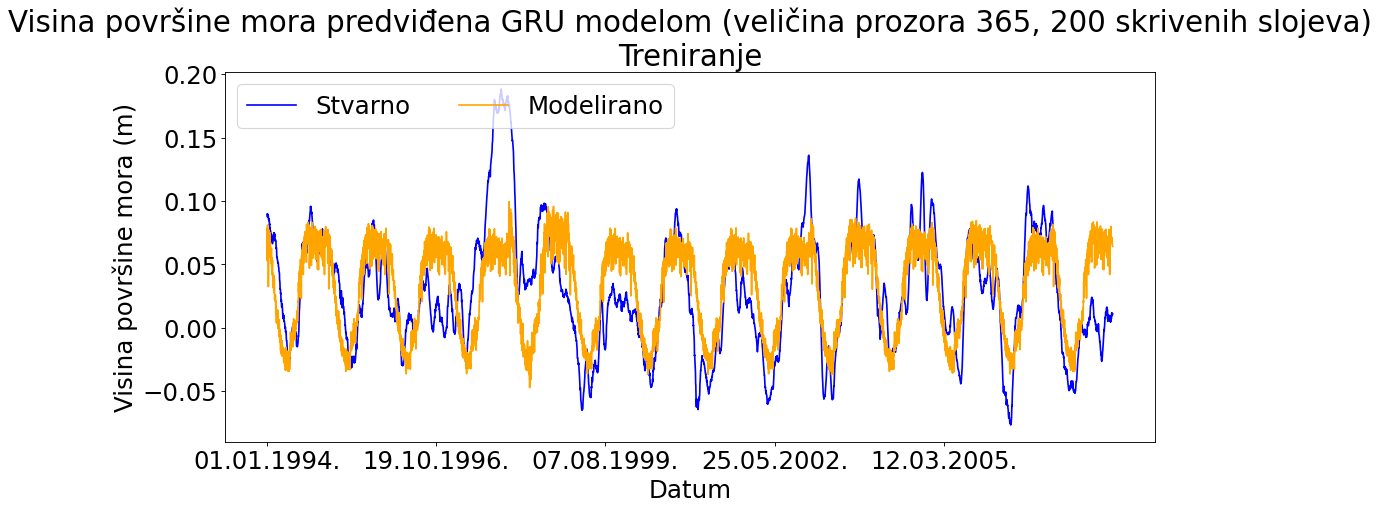 Visina površine mora predviđena GRU modelom (veličina prozora 365, 200 skrivenih slojeva)
Treniranje
Stvarno
Modelirano
Visina površine mora (m)
0.20
0.15
0.10
0.05
0.00
−0.05
01.01.1994. 19.10.1996. 07.08.1999. 25.05.2002. 12.03.2005.
Datum